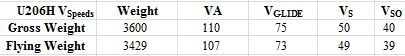 U206H VSpeeds Weight VA VGLIDE VS VSO
Gross Weight 3600 110 75 50 40
Flying Weight 3429 107 73 49 39